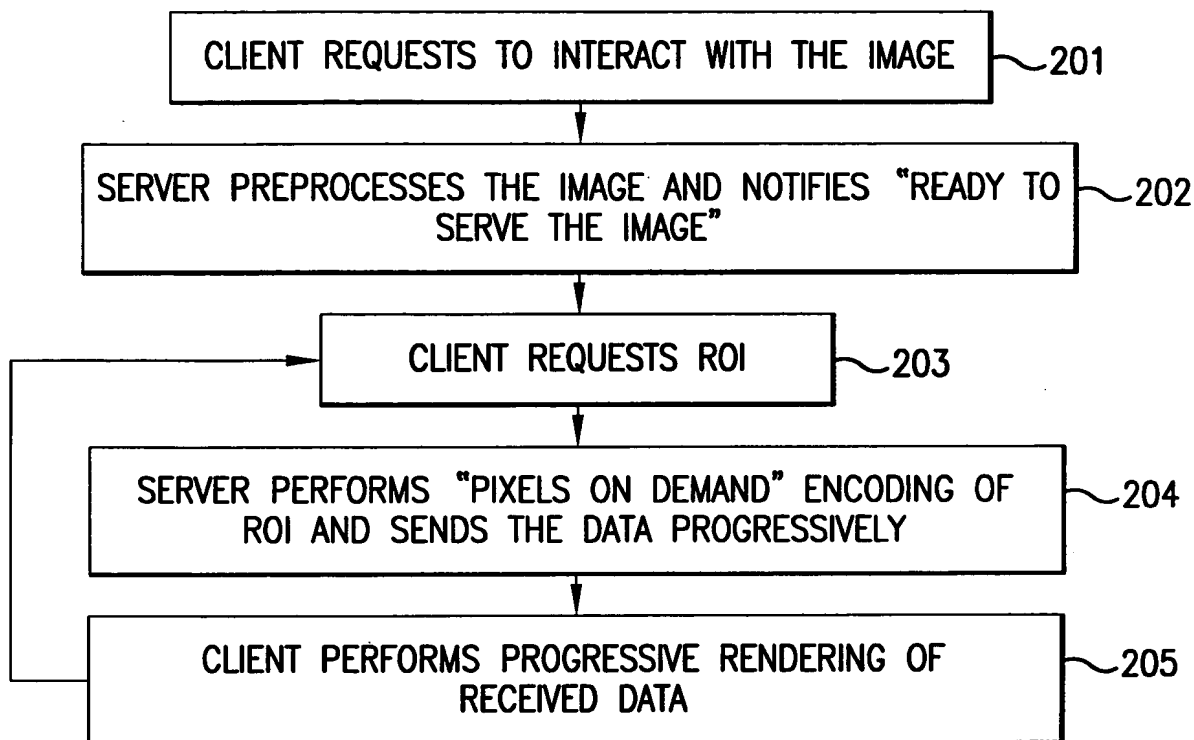 CLIENT REQUESTS TO INTERACT WITH THE IMAGE
201
SERVER PREPROCESSES THE IMAGE AND NOTIFIES “READY TO
SERVE THE IMAGE”
202
CLIENT REQUESTS ROI
203
SERVER PERFORMS “PIXELS ON DEMAND” ENCODING OF
ROI AND SENDS THE DATA PROGRESSIVELY
204
CLIENT PERFORMS PROGRESSIVE RENDERING OF
RECEIVED DATA
205